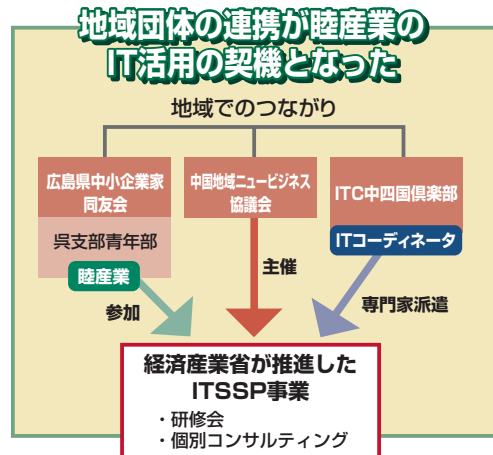 地域団体の連携が睦産業の
IT活用の契機となった
地域でのつながり
広島県中小企業家
同友会
中国地域ニュービジネス
協議会
ITC中四国倶楽部
呉支部青年部
ITコーディネータ
睦産業
主催
参加
専門家派遣
経済産業省が推進した
ITSSP事業
・研修会
・個別コンサルティング